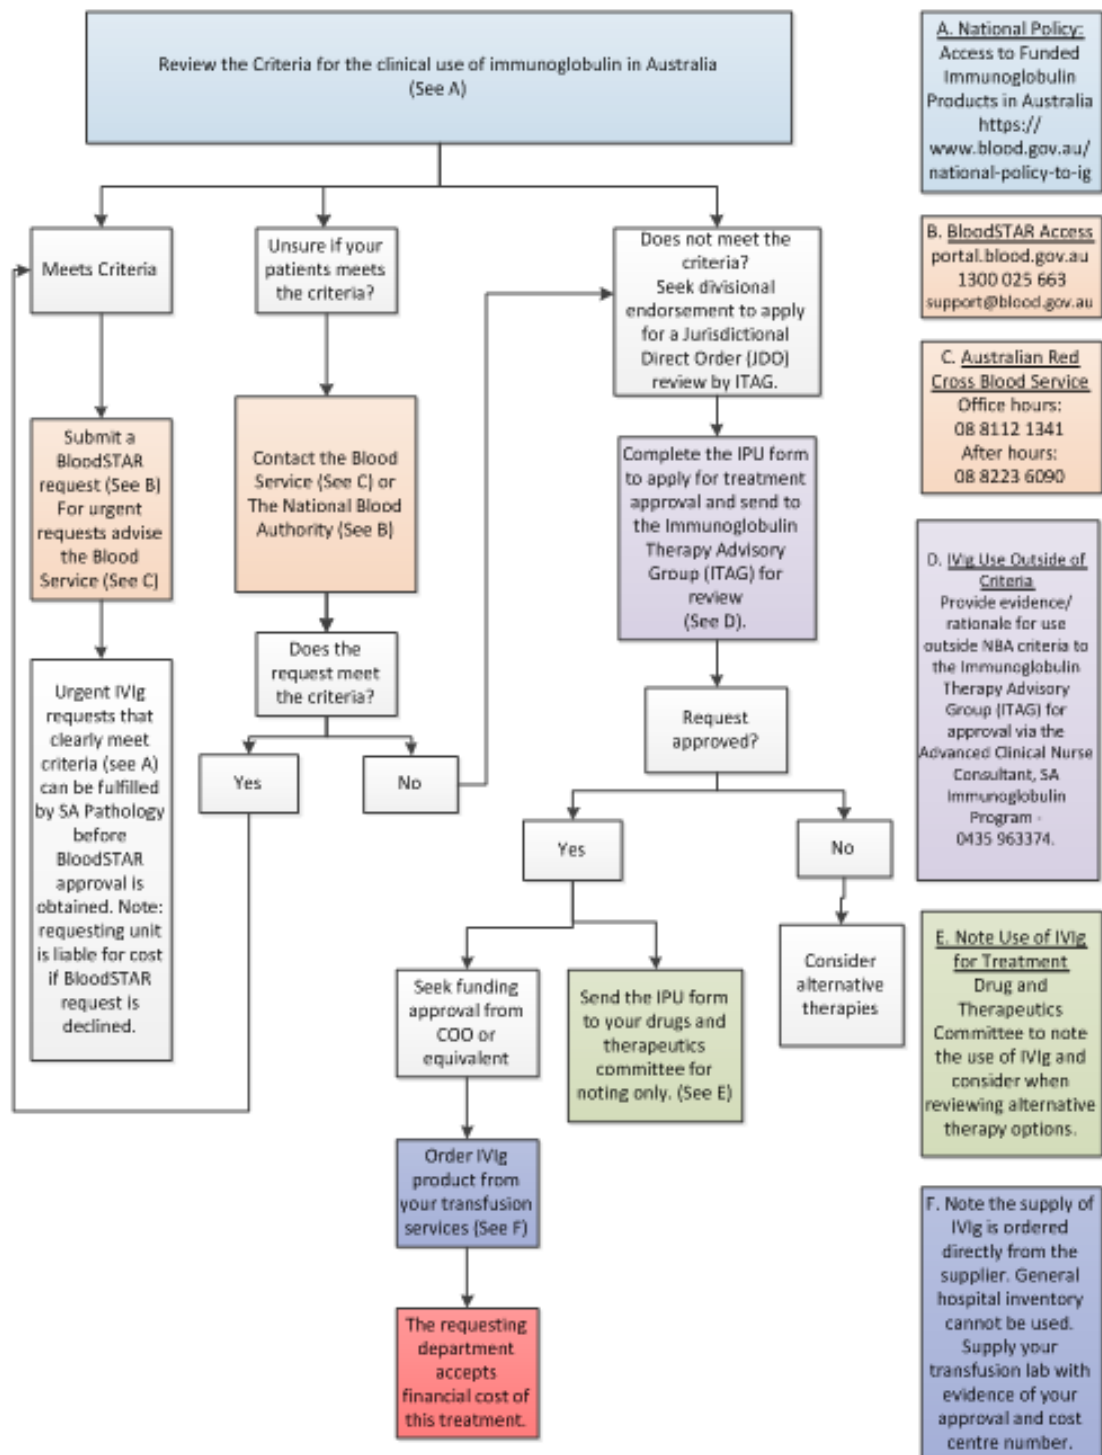 Review the Criteria for the clinical use of immunoglobulin in Australia
(See A)
Meets Criteria
Unsure if your
patients meets
the criteria?
Does not meet the
criteria?
Seek divisional
endorsement to apply
for a Jurisdictional
Direct Order (JDO)
review by ITAG.
Submit a
BloodSTAR
request (See B)
For urgent
requests advise
the Blood
Service (See C)
Contact the Blood
Service (See C) or
The National Blood
Authority (See B)
Complete the IPU form
to apply for treatment
approval and send to
the Immunoglobulin
Therapy Advisory
Group (ITAG) for
review
(See D).
Urgent IVIg
requests that
clearly meet
criteria (see A)
can be fulfilled
by SA Pathology
before
BloodSTAR
approval is
obtained. Note:
requesting unit
is liable for cost
if BloodSTAR
request is
declined.
Does the
request meet
the criteria?
Yes
No
Request
approved?
Yes
No
Seek funding
approval from
COO or
equivalent
Send the IPU form
to your drugs and
therapeutics
committee for
noting only. (See E)
Consider
alternative
therapies
Order IVIg
product from
your transfusion
services (See F)
The requesting
department
accepts
financial cost of
this treatment.
A. National Policy:
Access to Funded
Immunoglobulin
Products in Australia
https://
www.blood.gov.au/
national-policy-to-ig
B. BloodSTAR Access
portal.blood.gov.au
1300 025 663
support@blood.gov.au
C. Australian Red
Cross Blood Service
Office hours:
08 8112 1341
After hours:
08 8223 6090
D. IVIg Use Outside of
Criteria
Provide evidence/
rationale for use
outside NBA criteria to
the Immunoglobulin
Therapy Advisory
Group (ITAG) for
approval via the
Advanced Clinical Nurse
Consultant, SA
Immunoglobulin
Program -
0435 963374.
E. Note Use of IVIg
for Treatment
Drug and
Therapeutics
Committee to note
the use of IVIg and
consider when
reviewing alternative
therapy options.
F. Note the supply of
IVIg is ordered
directly from the
supplier. General
hospital inventory
cannot be used.
Supply your
transfusion lab with
evidence of your
approval and cost
centre number.